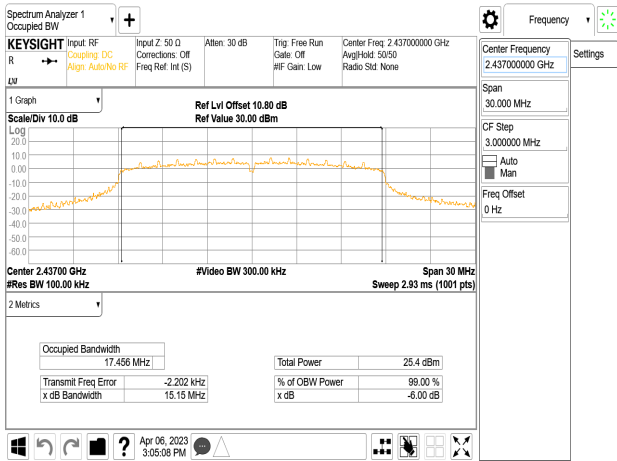 Spectrum Analyzer 1
Occupied BW
Frequency
KEYSIGHT
R
LXI
Input: RF
Coupling: DC
Align: Auto/No RF
Input Z: 50 Ω
Corrections: Off
Freq Ref: Int (S)
Atten: 30 dB
Trig: Free Run
Gate: Off
#IF Gain: Low
Center Freq: 2.437000000 GHz
Avg|Hold: 50/50
Radio Std: None
Center Frequency
2.437000000 GHz
Settings
Span
30.000 MHz
CF Step
3.000000 MHz
Auto
Man
Freq Offset
0 Hz
1 Graph
Scale/Div 10.0 dB
Ref Lvl Offset 10.80 dB
Ref Value 30.00 dBm
Log
20.0
10.0
0.00
-10.0
-20.0
-30.0
-40.0
-50.0
-60.0
Center 2.43700 GHz
#Video BW 300.00 kHz
Span 30 MHz
#Res BW 100.00 kHz
Sweep 2.93 ms (1001 pts)
2 Metrics
Occupied Bandwidth
17.456 MHz
Total Power 25.4 dBm
Transmit Freq Error -2.202 kHz
% of OBW Power 99.00 %
x dB Bandwidth 15.15 MHz
x dB -6.00 dB
?
Apr 06, 2023
3:05:08 PM